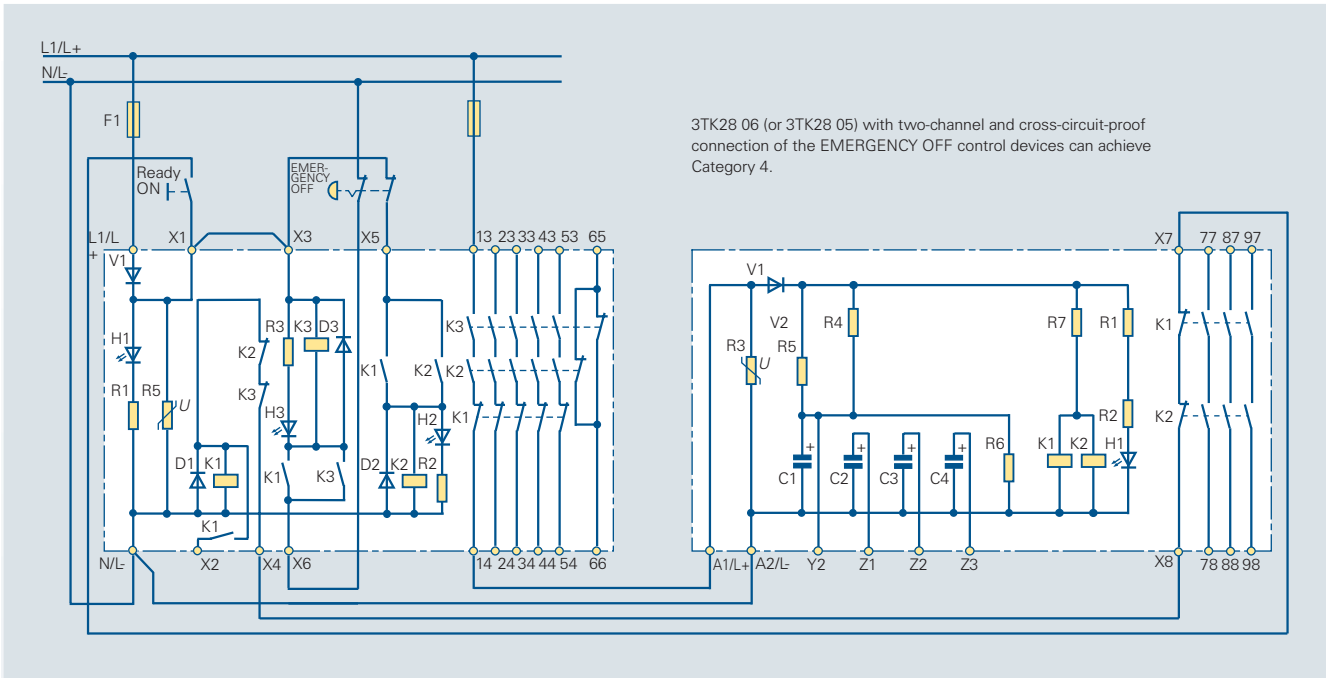 L1/L+
N/L-
F1
Ready
ON
EMER-
GENCY
OFF
3TK28 06 (or 3TK28 05) with two-channel and cross-circuit-proof
connection of the EMERGENCY OFF control devices can achieve
Category 4.
L1/L
+
X1
X3
X5
13 23 33 43 53 65
X7 77 87 97
V1
H1
R1
R5
U
D1
K1
K1
K2
K3
R3
K3
D3
H3
K1
K3
K1
K2
D2
K2
H2
R2
K3
K2
K1
N/L-
X2
X4
X6
14 24 34 44 54 66
V1
V2
R3
U
R5
R4
R7
R1
R2
R6
K1
K2
H1
C1
+
C2
+
C3
+
C4
+
K1
K2
A1/L+
A2/L-
Y2
Z1
Z2
Z3
X8
78 88 98